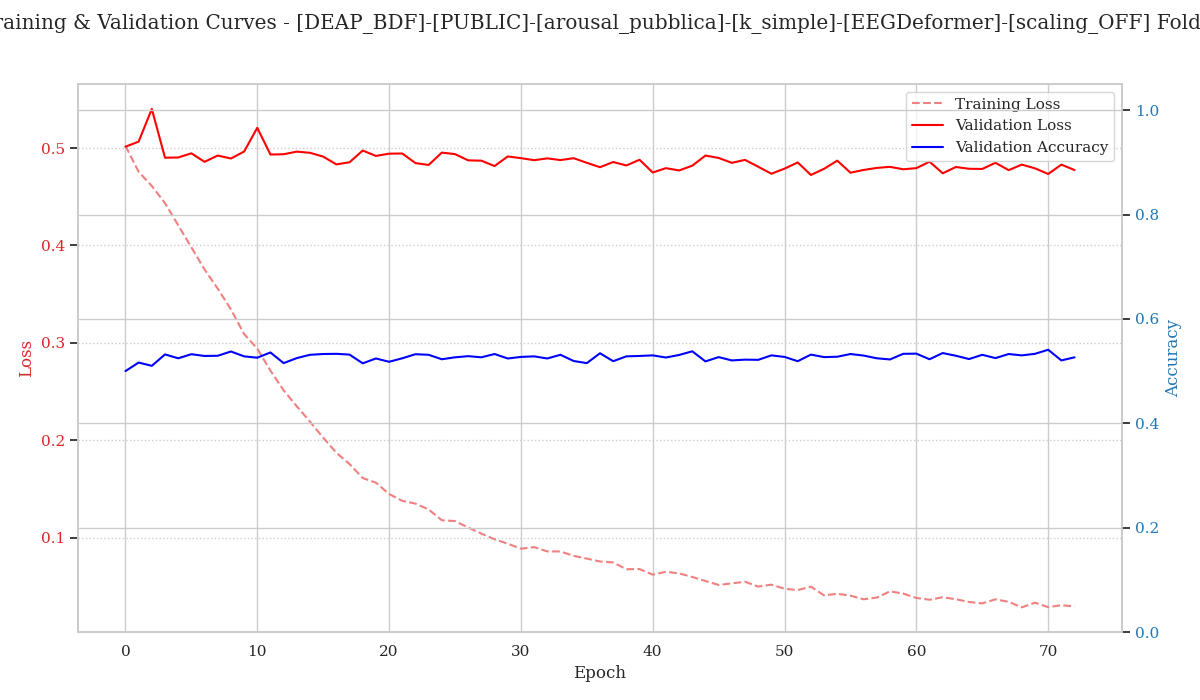 raining & Validation Curves - [DEAP_BDF]-[PUBLIC]-[arousal_pubblica]-[k_simple]-[EEGDeformer]-[scaling_OFF] Fold
Training Loss
Validation Loss
Validation Accuracy
Loss
0.5
0.4
0.3
0.2
0.1
1.0
0.8
0.6
0.4
0.2
0.0
Accuracy
0 10 20 30 40 50 60 70
Epoch